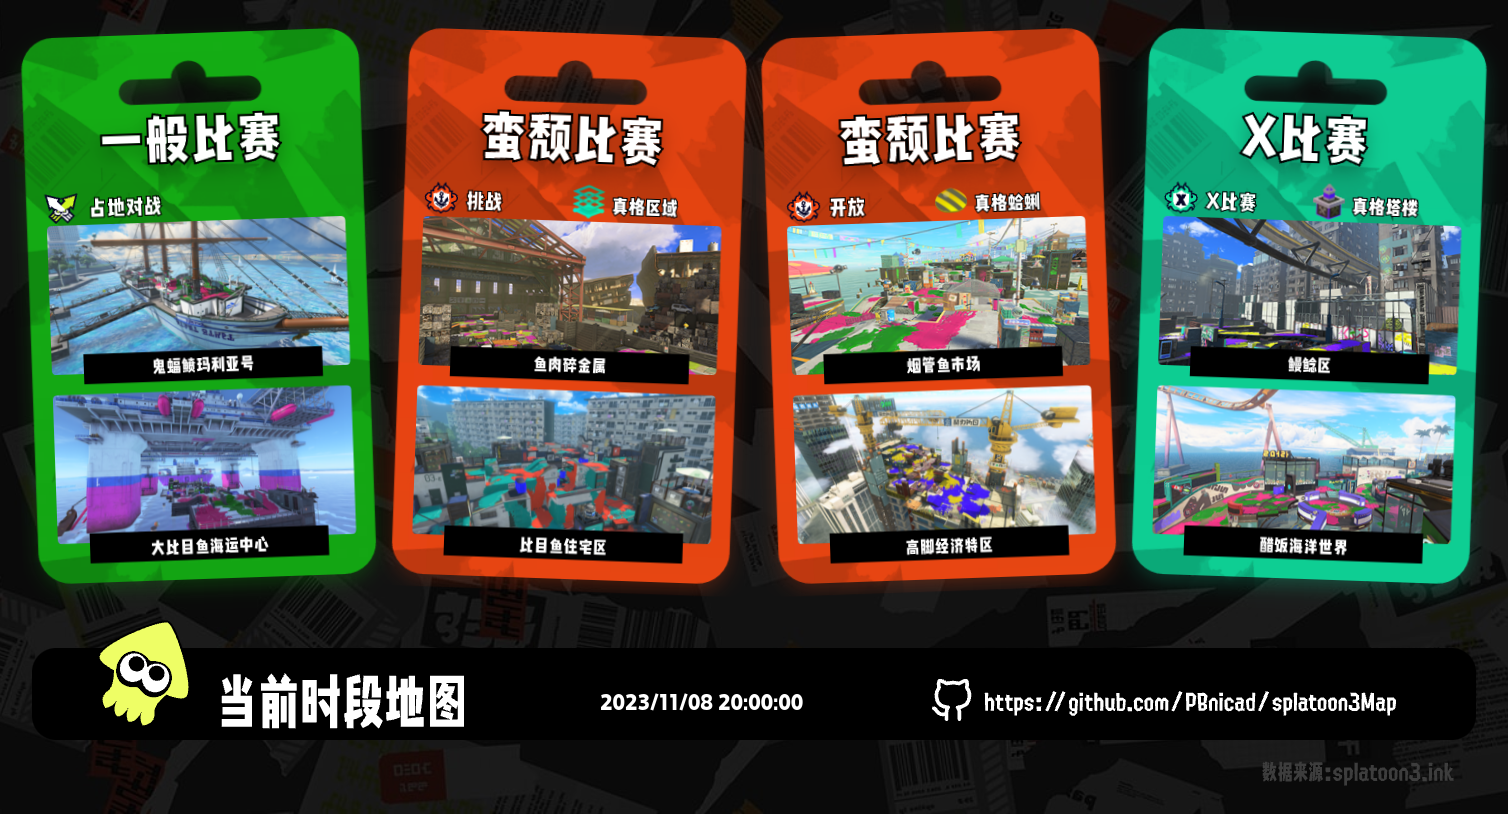 一般比赛
占地对战
鬼蝠鲼玛利亚号
大比目鱼海运中心
蛮颓比赛
挑战
真格区域
鱼肉碎金属
比目鱼住宅区
蛮颓比赛
开放
真格蛤蜊
烟管鱼市场
高脚经济特区
X比赛
X比赛
真格塔楼
鳗鲶区
醋饭海洋世界
当前时段地图
2023/11/08 20:00:00
https://github.com/PBnicad/splatoon3Map
数据来源:splatoon3.ink